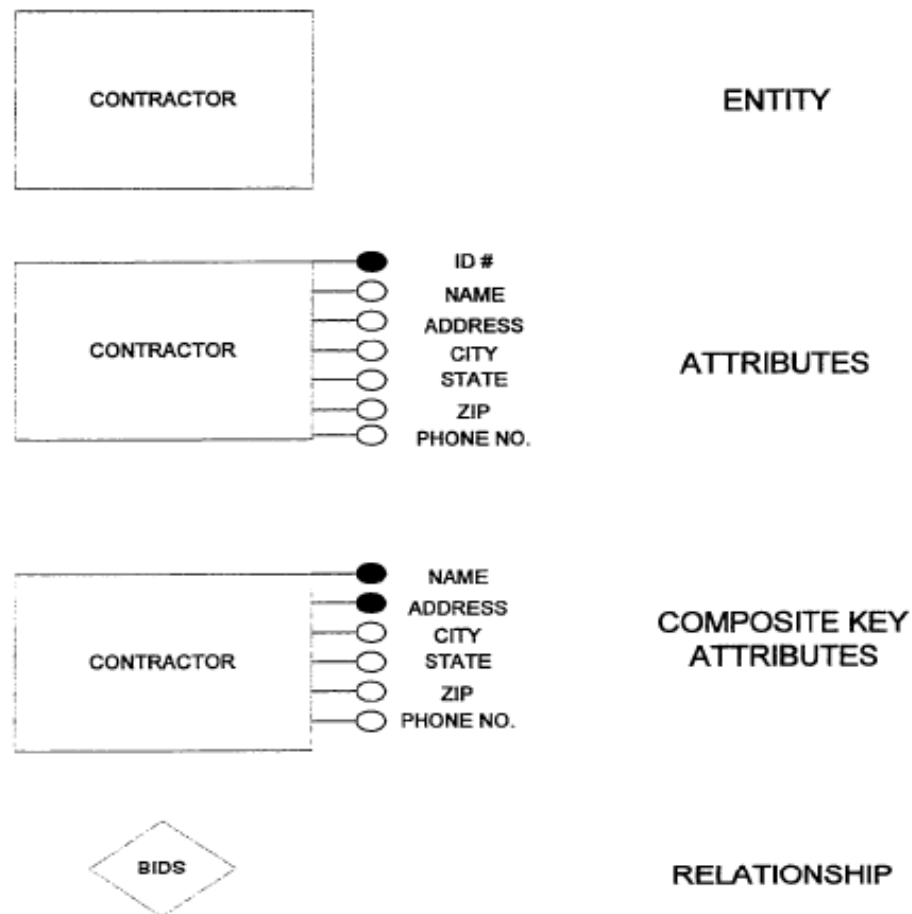 CONTRACTOR
ENTITY
ID #
NAME
ADDRESS
CONTRACTOR
CITY
STATE
ZIP
PHONE NO.
ATTRIBUTES
NAME
ADDRESS
CITY
CONTRACTOR
STATE
ZIP
PHONE NO.
COMPOSITE KEY
ATTRIBUTES
BIDS
RELATIONSHIP